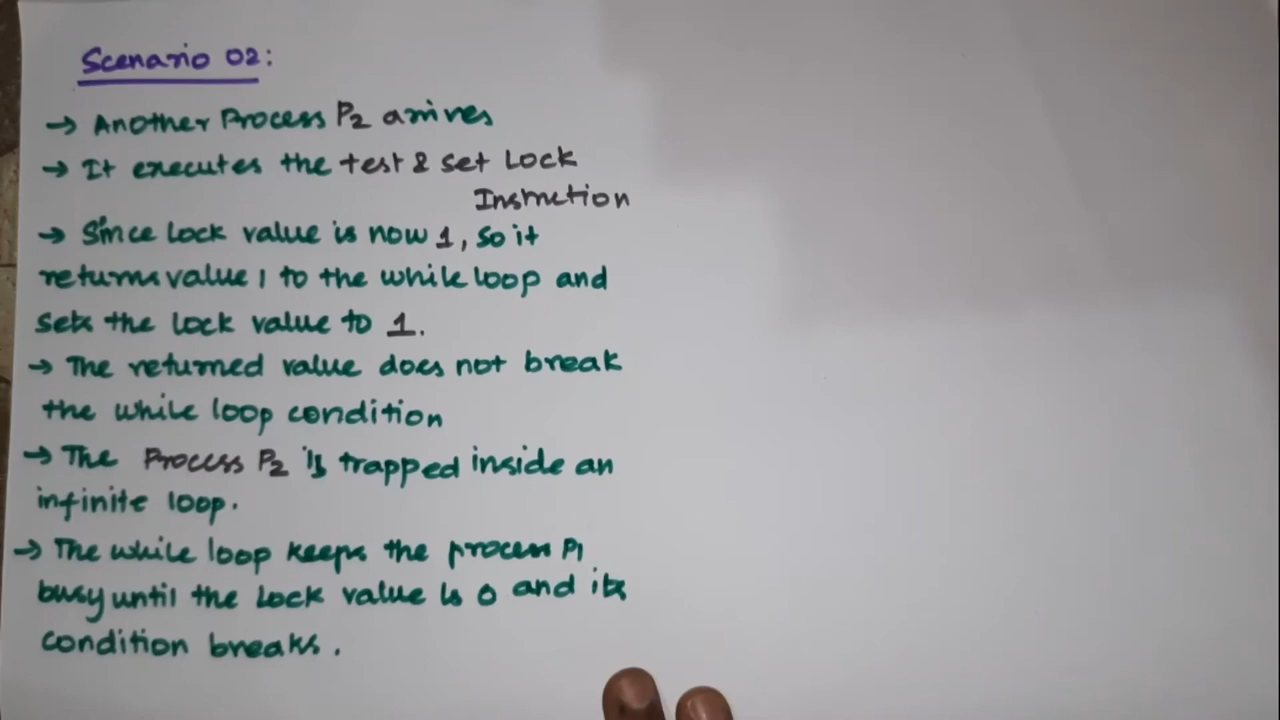 Scenario 02:
→ Another Process P2 arrives
→ It executes the test & set Lock
Instruction
→ Since Lock value is now 1, so it
returns value 1 to the while loop and
sets the lock value to 1.
→ The returned value does not break
the while loop condition
→ The Process P2 is trapped inside an
infinite loop.
→ The while loop keeps the process P1
busy until the Lock value is 0 and its
condition breaks.